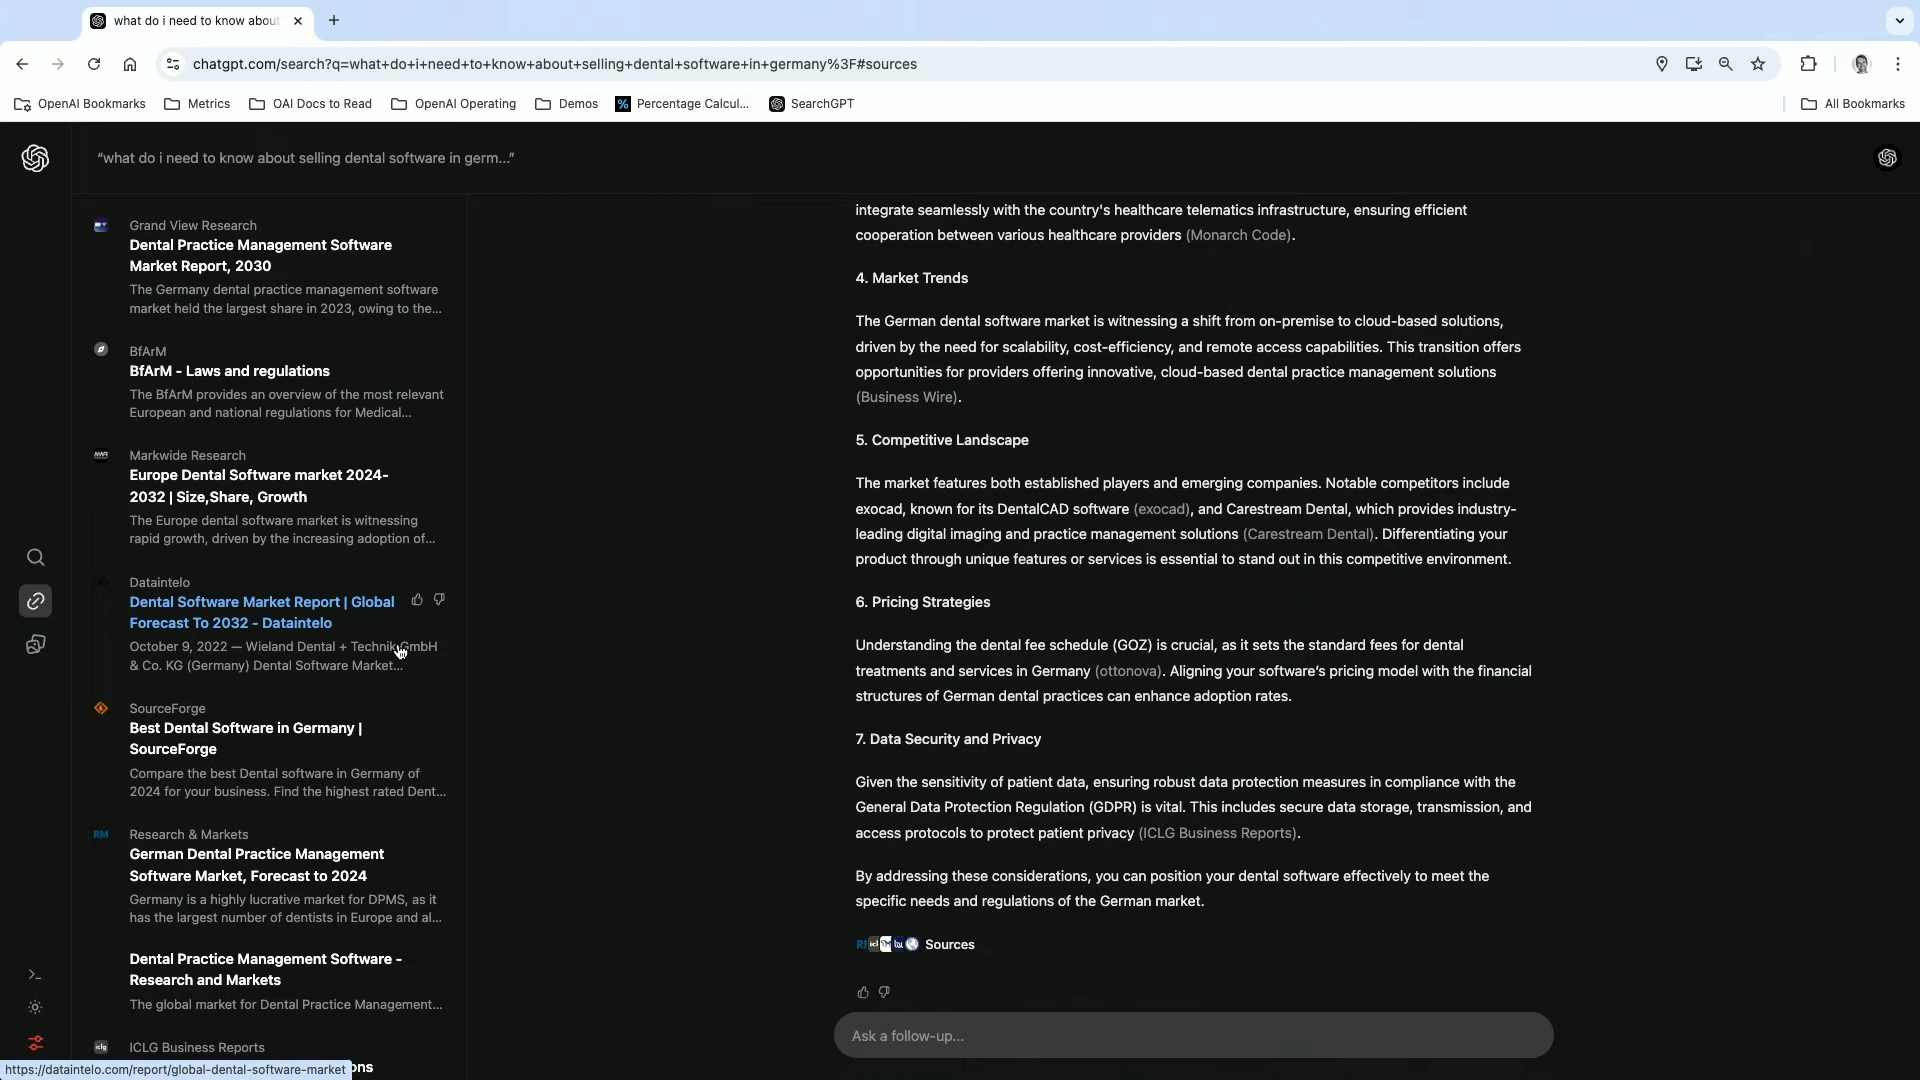 what do i need to know about
chatgpt.com/search?q=what+do+i+need+to+know+about+selling+dental+software+in+germany%3F#sources
OpenAI Bookmarks
Metrics
OAI Docs to Read
OpenAI Operating
Demos
Percentage Calcul...
SearchGPT
All Bookmarks
“what do i need to know about selling dental software in germ...”
Grand View Research
Dental Practice Management Software
Market Report, 2030
The Germany dental practice management software
market held the largest share in 2023, owing to the...
BfArM
BfArM - Laws and regulations
The BfArM provides an overview of the most relevant
European and national regulations for Medical...
Markwide Research
Europe Dental Software market 2024-
2032 | Size,Share, Growth
The Europe dental software market is witnessing
rapid growth, driven by the increasing adoption of...
Dataintelo
Dental Software Market Report | Global
Forecast To 2032 - Dataintelo
October 9, 2022 — Wieland Dental + Technik GmbH
& Co. KG (Germany) Dental Software Market...
SourceForge
Best Dental Software in Germany |
SourceForge
Compare the best Dental software in Germany of
2024 for your business. Find the highest rated Dent...
RM
Research & Markets
German Dental Practice Management
Software Market, Forecast to 2024
Germany is a highly lucrative market for DPMS, as it
has the largest number of dentists in Europe and al...
Dental Practice Management Software -
Research and Markets
The global market for Dental Practice Management...
iclg
ICLG Business Reports
ons
https://dataintelo.com/report/global-dental-software-market
integrate seamlessly with the country's healthcare telematics infrastructure, ensuring efficient
cooperation between various healthcare providers (Monarch Code).
4. Market Trends
The German dental software market is witnessing a shift from on-premise to cloud-based solutions,
driven by the need for scalability, cost-efficiency, and remote access capabilities. This transition offers
opportunities for providers offering innovative, cloud-based dental practice management solutions
(Business Wire).
5. Competitive Landscape
The market features both established players and emerging companies. Notable competitors include
exocad, known for its DentalCAD software (exocad), and Carestream Dental, which provides industry-
leading digital imaging and practice management solutions (Carestream Dental). Differentiating your
product through unique features or services is essential to stand out in this competitive environment.
6. Pricing Strategies
Understanding the dental fee schedule (GOZ) is crucial, as it sets the standard fees for dental
treatments and services in Germany (ottonova). Aligning your software's pricing model with the financial
structures of German dental practices can enhance adoption rates.
7. Data Security and Privacy
Given the sensitivity of patient data, ensuring robust data protection measures in compliance with the
General Data Protection Regulation (GDPR) is vital. This includes secure data storage, transmission, and
access protocols to protect patient privacy (ICLG Business Reports).
By addressing these considerations, you can position your dental software effectively to meet the
specific needs and regulations of the German market.
Sources
Ask a follow-up...